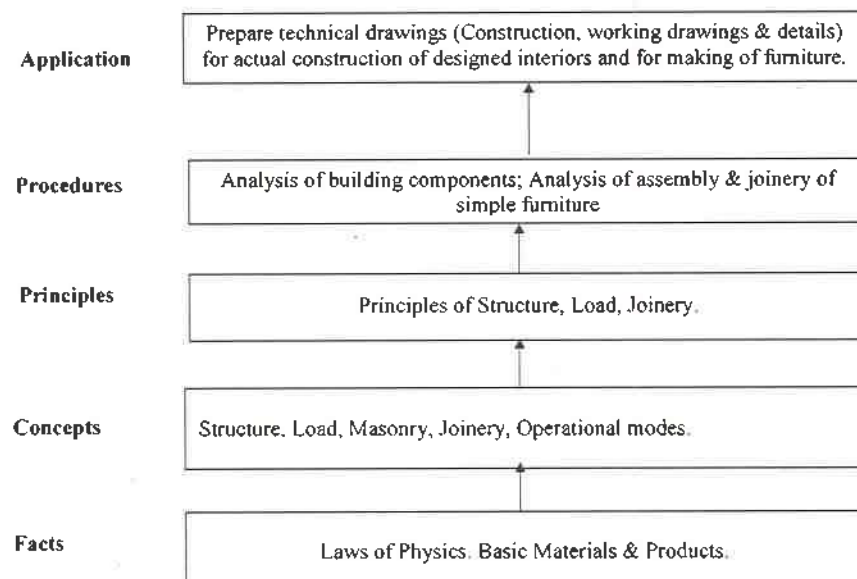 Application
Prepare technical drawings (Construction, working drawings & details)
for actual construction of designed interiors and for making of furniture.
Procedures
Analysis of building components; Analysis of assembly & joinery of
simple furniture
Principles
Principles of Structure, Load, Joinery.
Concepts
Structure, Load, Masonry, Joinery, Operational modes.
Facts
Laws of Physics. Basic Materials & Products.